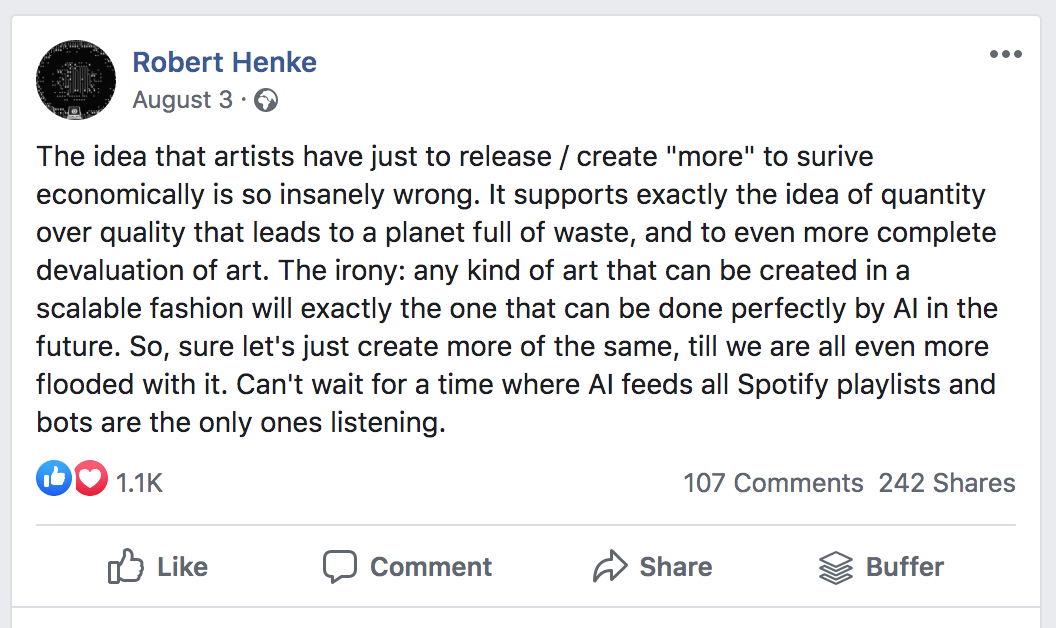 Robert Henke
August 3 ·
The idea that artists have just to release / create "more" to surive
economically is so insanely wrong. It supports exactly the idea of quantity
over quality that leads to a planet full of waste, and to even more complete
devaluation of art. The irony: any kind of art that can be created in a
scalable fashion will exactly the one that can be done perfectly by AI in the
future. So, sure let's just create more of the same, till we are all even more
flooded with it. Can't wait for a time where AI feeds all Spotify playlists and
bots are the only ones listening.
1.1K 107 Comments 242 Shares
Like Comment Share Buffer